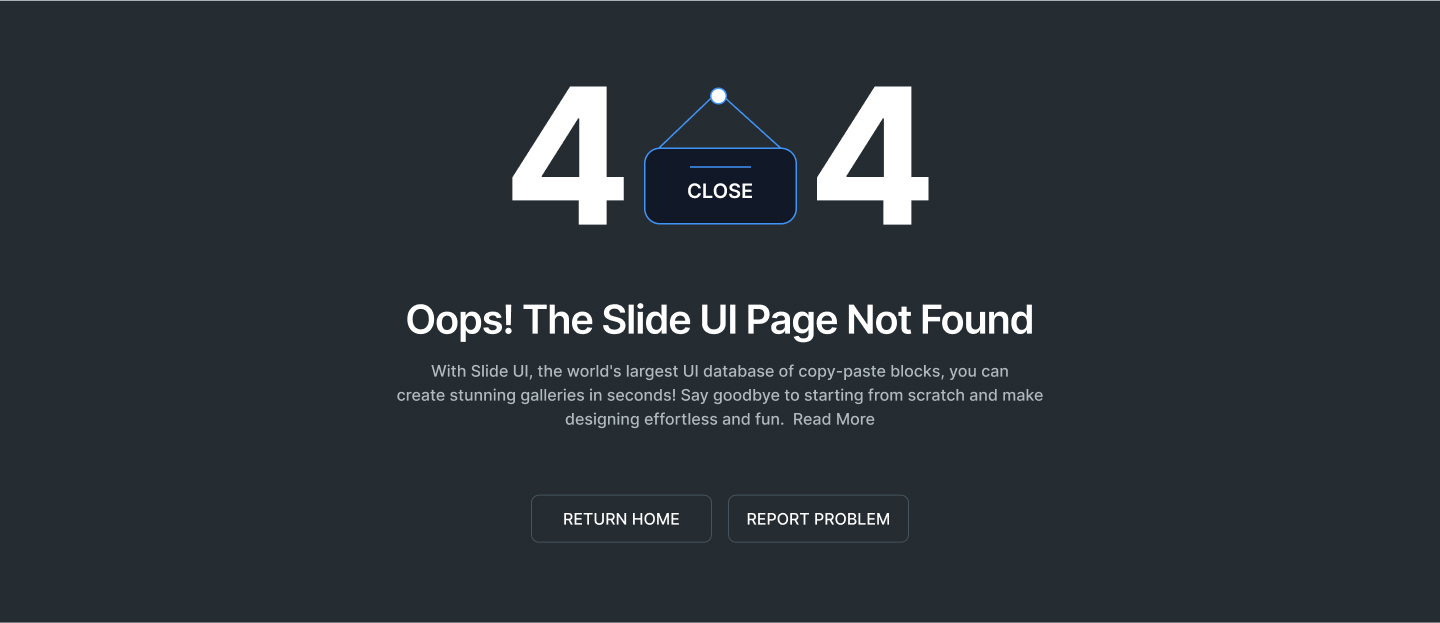 4 CLOSE 4
Oops! The Slide UI Page Not Found
With Slide UI, the world's largest UI database of copy-paste blocks, you can
create stunning galleries in seconds! Say goodbye to starting from scratch and make
designing effortless and fun. Read More
RETURN HOME REPORT PROBLEM